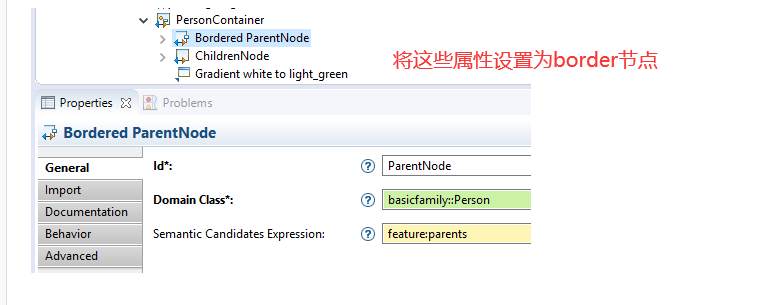 PersonContainer
Bordered ParentNode
ChildrenNode
Gradient white to light_green
将这些属性设置为border节点
Properties
Problems
Bordered ParentNode
General
Import
Documentation
Behavior
Advanced
Id*:
ParentNode
Domain Class*:
basicfamily::Person
Semantic Candidates Expression:
feature:parents